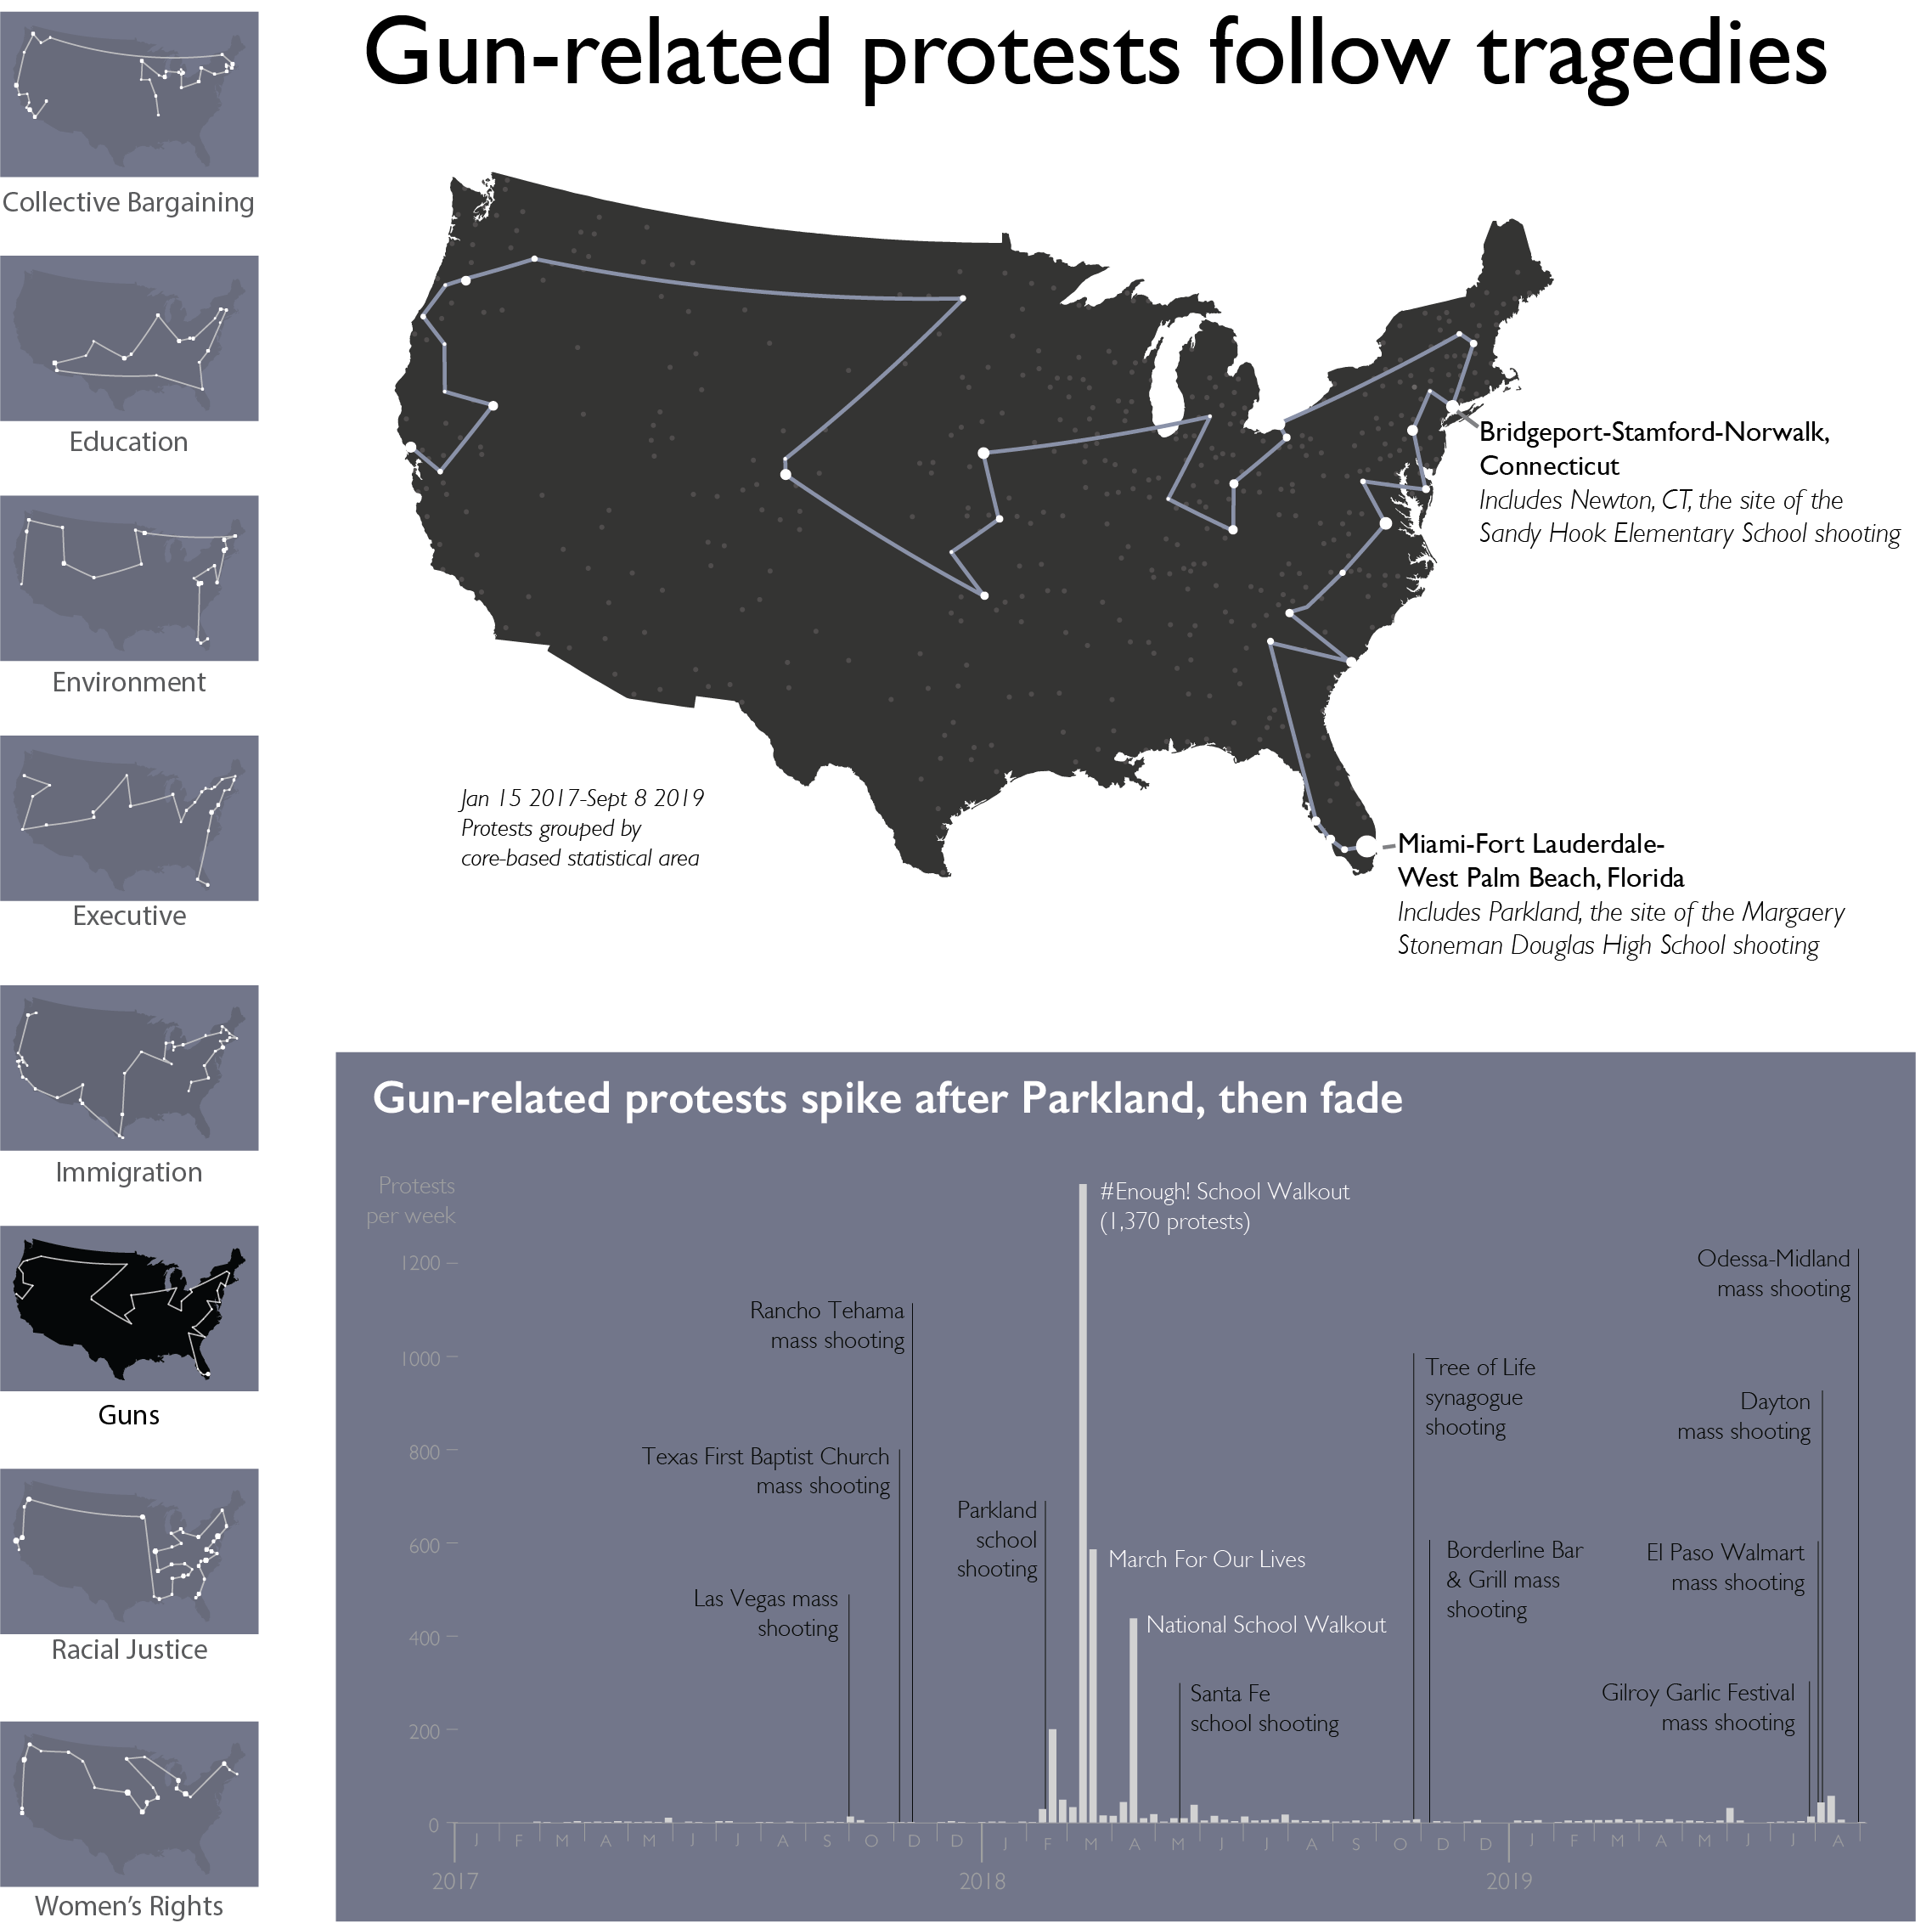 Gun-related protests follow tragedies
Collective Bargaining
Education
Environment
Executive
Immigration
Guns
Racial Justice
Women's Rights
Bridgeport-Stamford-Norwalk,
Connecticut
Includes Newton, CT, the site of the
Sandy Hook Elementary School shooting
Jan 15 2017-Sept 8 2019
Protests grouped by
core-based statistical area
Miami-Fort Lauderdale-
West Palm Beach, Florida
Includes Parkland, the site of the Margaery
Stoneman Douglas High School shooting
Gun-related protests spike after Parkland, then fade
Protests
per week
1200
1000
800
600
400
200
0
#Enough! School Walkout
(1,370 protests)
Rancho Tehama
mass shooting
Texas First Baptist Church
mass shooting
Las Vegas mass
shooting
Parkland
school
shooting
March For Our Lives
National School Walkout
Santa Fe
school shooting
Tree of Life
synagogue
shooting
Borderline Bar
& Grill mass
shooting
Odessa-Midland
mass shooting
Dayton
mass shooting
El Paso Walmart
mass shooting
Gilroy Garlic Festival
mass shooting
J F M A M J J A S O D D J F M A M J J A S O D D J F M A M J J A
2017 2018 2019